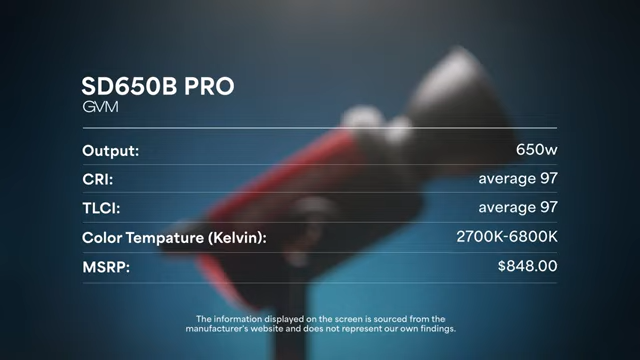 SD650B PRO
GVM
Output: 650w
CRI: average 97
TLCI: average 97
Color Tempature (Kelvin): 2700K-6800K
MSRP: $848.00
The information displayed on the screen is sourced from the
manufacturer's website and does not represent our own findings.